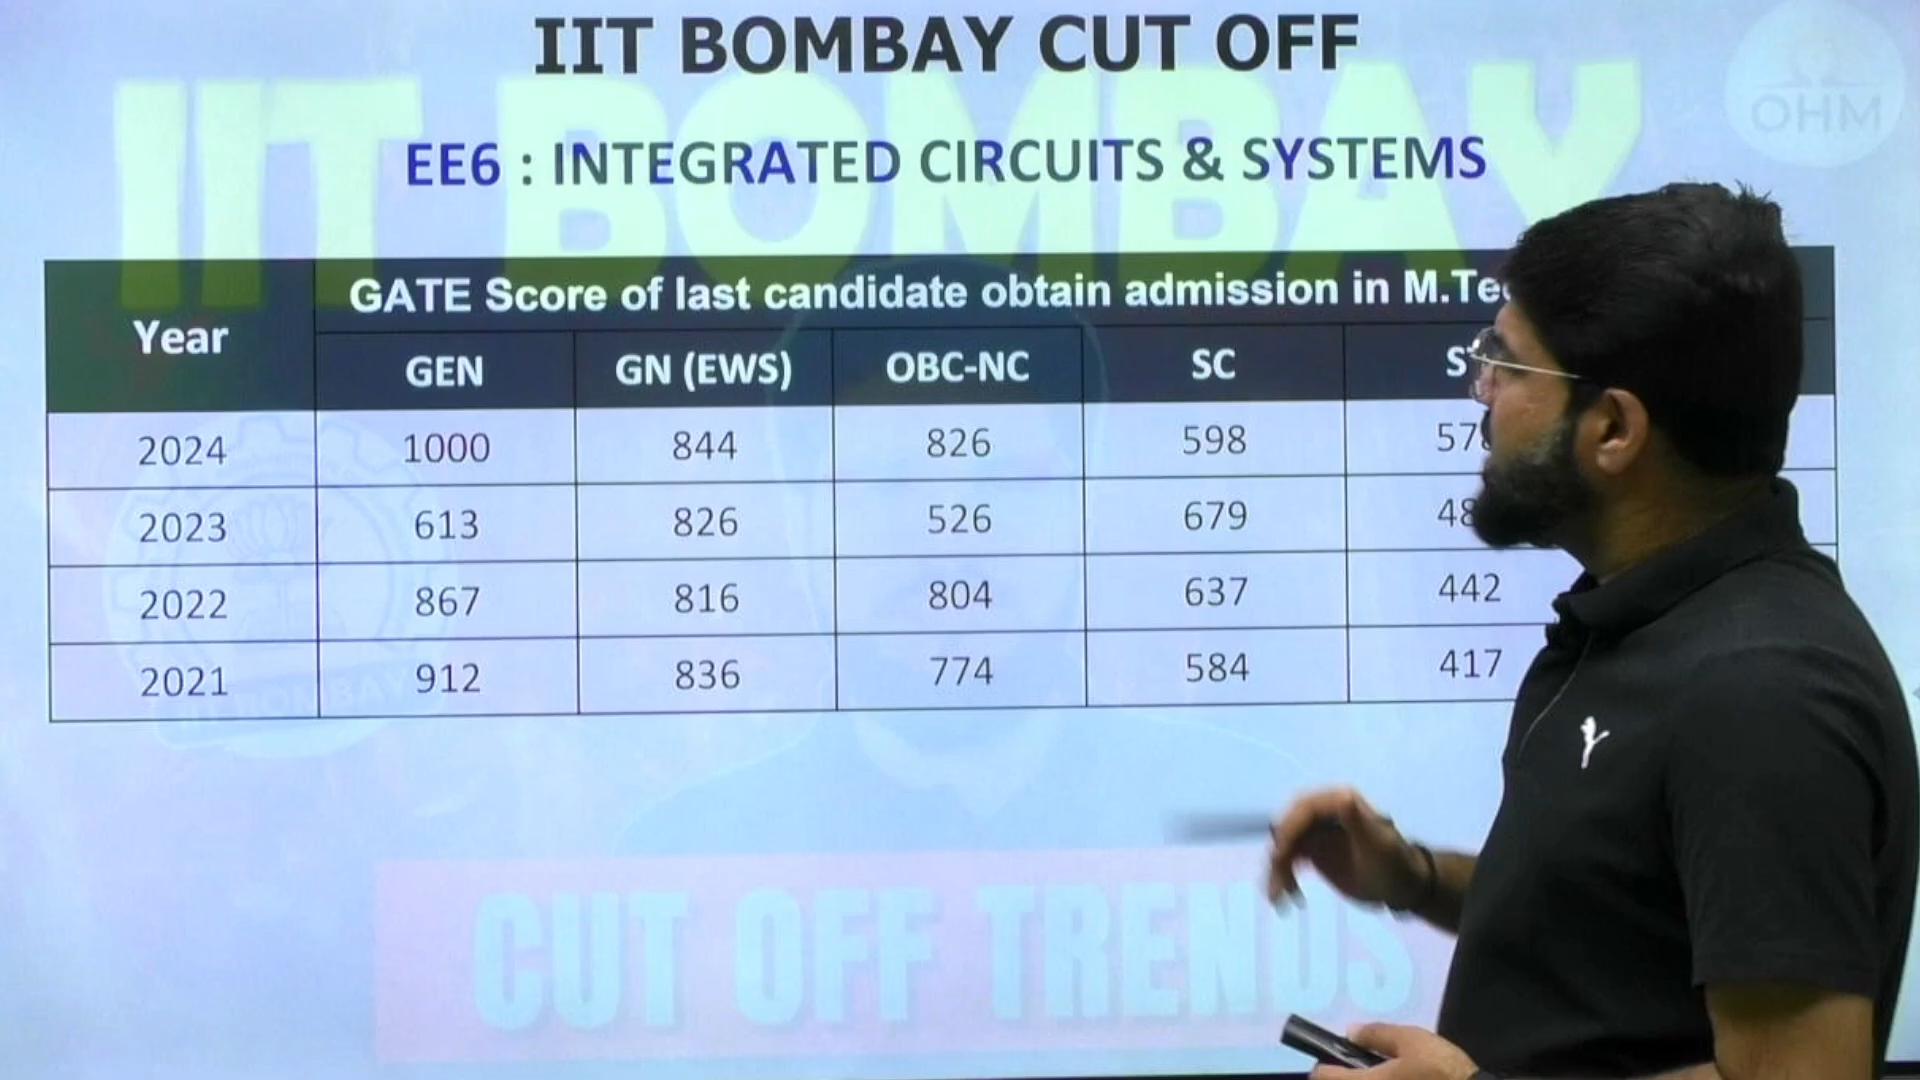 IIT BOMBAY CUT OFF
IIT BOMBAY
OHM
EE6 : INTEGRATED CIRCUITS & SYSTEMS
Year GATE Score of last candidate obtain admission in
GEN GN (EWS) OBC-NC SC
2024 1000 844 826 598
2023 613 826 526 679
2022 867 816 804 637 442
2021 912 836 774 584 417
CUT OFF TRENDS